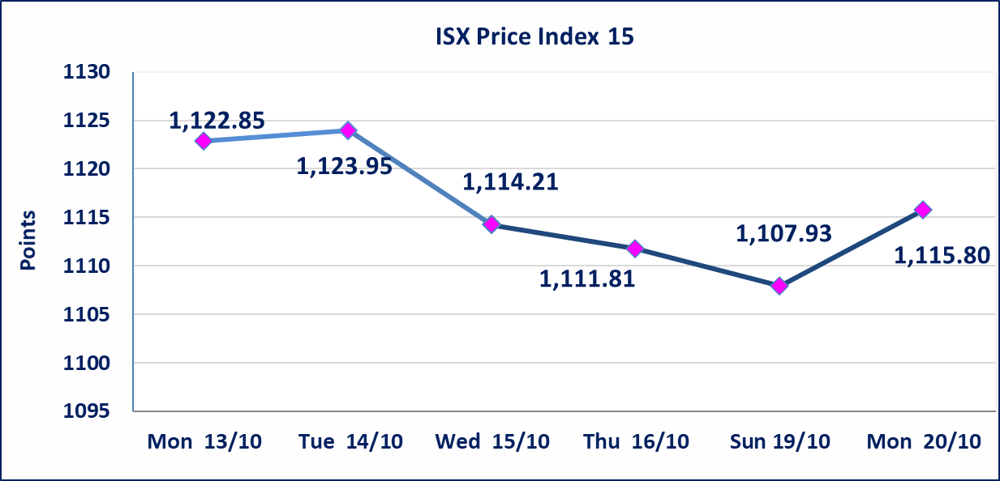 ISX Price Index 15
Points
1130
1125
1120
1115
1110
1105
1100
1095
1,122.85
1,123.95
1,114.21
1,111.81
1,107.93
1,115.80
Mon  13/10
Tue  14/10
Wed  15/10
Thu  16/10
Sun 19/10
Mon  20/10